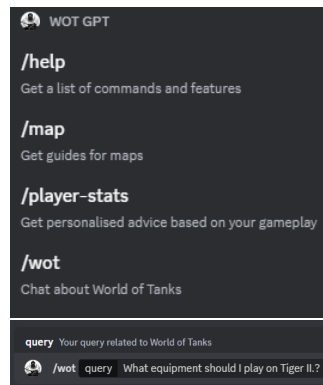 WOT GPT
/help
Get a list of commands and features
/map
Get guides for maps
/player-stats
Get personalised advice based on your gameplay
/wot
Chat about World of Tanks
query Your query related to World of Tanks
/wot query What equipment should I play on Tiger II.?